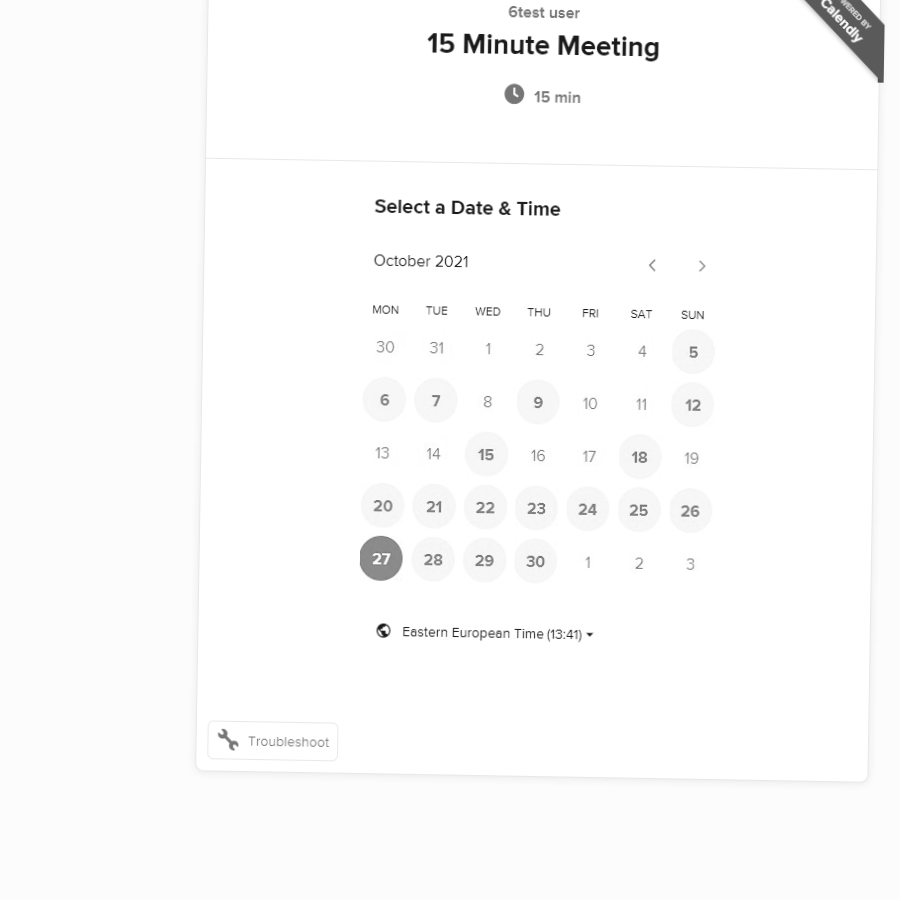 6test user
15 Minute Meeting
15 min
Calendly
Select a Date & Time
October 2021
MON TUE WED THU FRI SAT SUN
30 31 1 2 3 4 5
6 7 8 9 10 11 12
13 14 15 16 17 18 19
20 21 22 23 24 25 26
27 28 29 30 1 2 3
Eastern European Time (13:41)
Troubleshoot